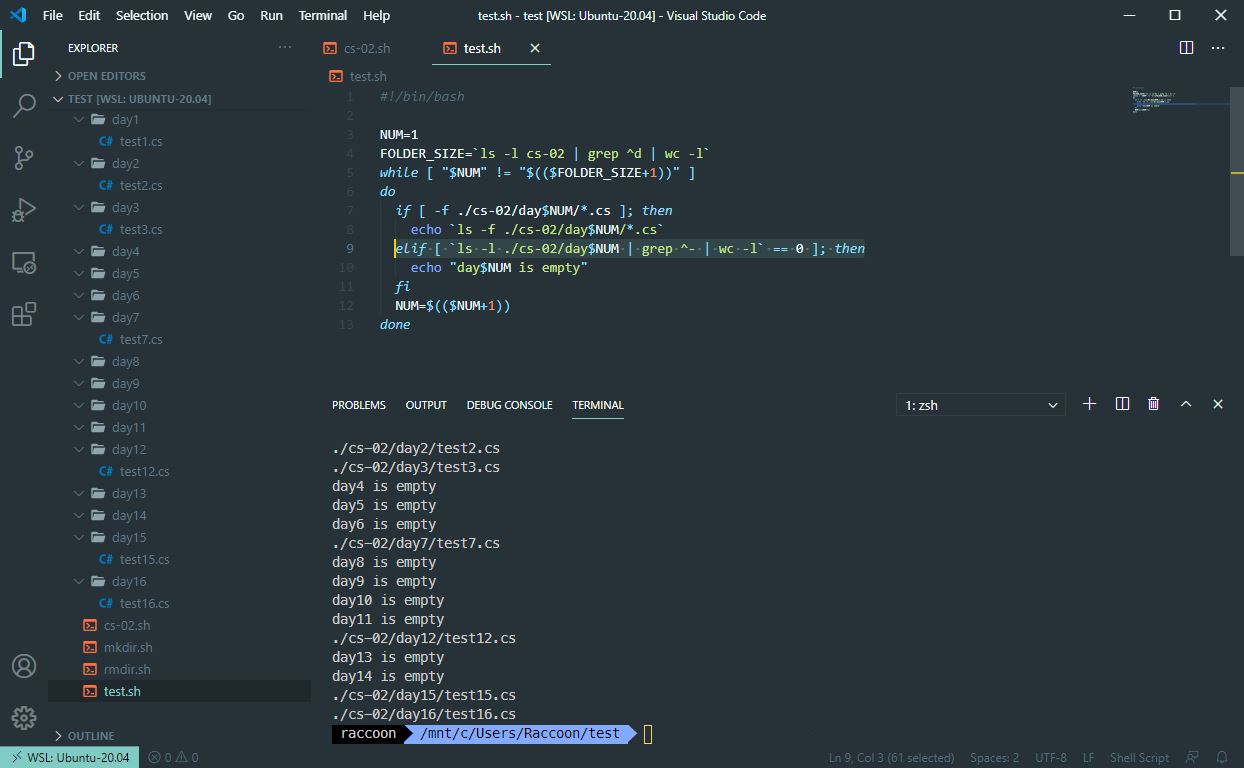 File Edit Selection View Go Run Terminal Help
test.sh - test [WSL: Ubuntu-20.04] - Visual Studio Code
EXPLORER
OPEN EDITORS
TEST [WSL: UBUNTU-20.04]
day1
C# test1.cs
day2
C# test2.cs
day3
C# test3.cs
day4
day5
day6
day7
C# test7.cs
day8
day9
day10
day11
day12
C# test12.cs
day13
day14
day15
C# test15.cs
day16
C# test16.cs
cs-02.sh
mkdir.sh
rmdir.sh
test.sh
OUTLINE
cs-02.sh test.sh
test.sh
1 #!/bin/bash
2
3 NUM=1
4 FOLDER_SIZE=`ls -l cs-02 | grep ^d | wc -l`
5 while [ "$NUM" != "$(($FOLDER_SIZE+1))" ]
6 do
7 if [ -f ./cs-02/day$NUM/*.cs ]; then
8 echo `ls -f ./cs-02/day$NUM/*.cs`
9 elif [ `ls -l ./cs-02/day$NUM | grep ^- | wc -l` == 0 ]; then
10 echo "day$NUM is empty"
11 fi
12 NUM=$(($NUM+1))
13 done
PROBLEMS OUTPUT DEBUG CONSOLE TERMINAL
1: zsh
./cs-02/day2/test2.cs
./cs-02/day3/test3.cs
day4 is empty
day5 is empty
day6 is empty
./cs-02/day7/test7.cs
day8 is empty
day9 is empty
day10 is empty
day11 is empty
./cs-02/day12/test12.cs
day13 is empty
day14 is empty
./cs-02/day15/test15.cs
./cs-02/day16/test16.cs
raccoon /mnt/c/Users/Raccoon/test
WSL: Ubuntu-20.04 0 0
Ln 9, Col 3 (61 selected) Spaces: 2 UTF-8 LF Shell Script